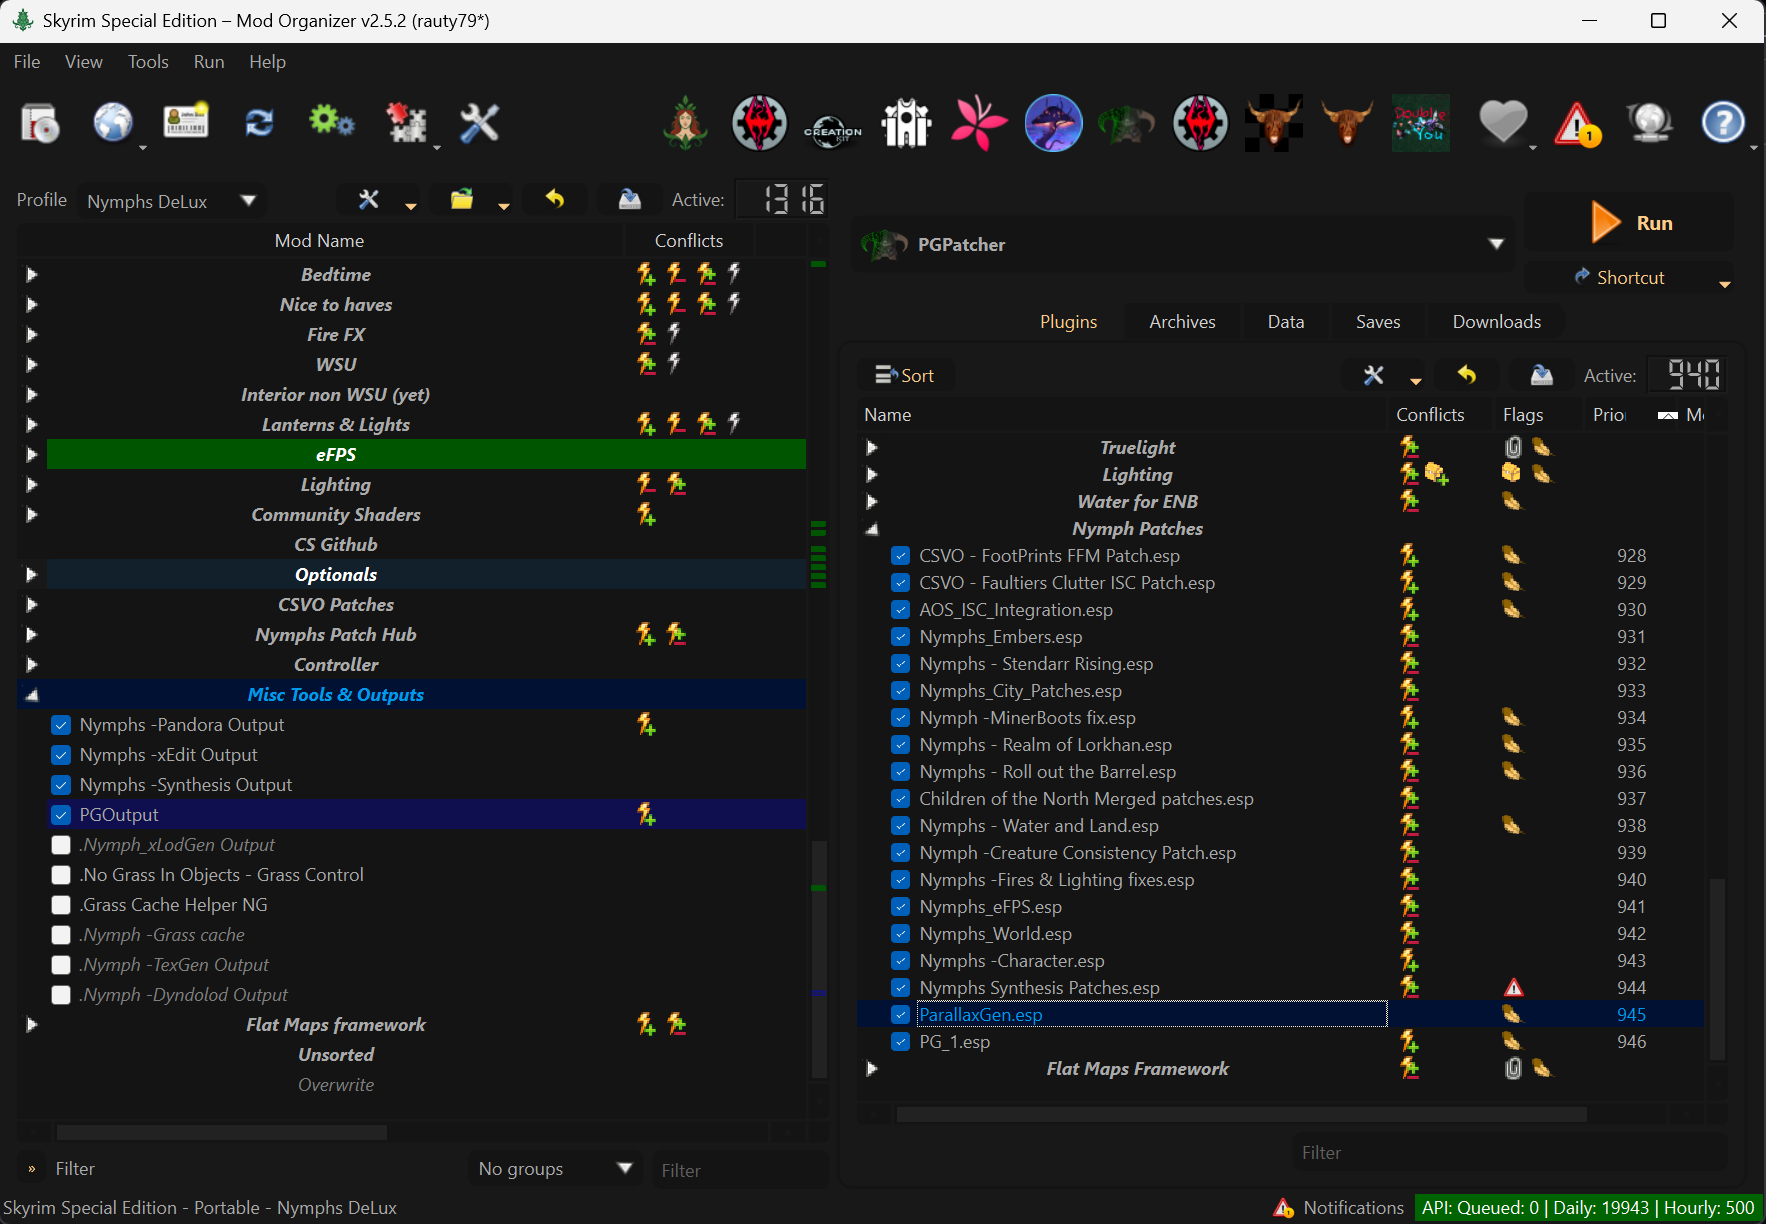 Skyrim Special Edition – Mod Organizer v2.5.2 (rauty79*)
File View Tools Run Help
CREATION KIT
Double You
1
Profile Nymphs DeLux Active: 1316
Mod Name Conflicts
Bedtime
Nice to haves
Fire FX
WSU
Interior non WSU (yet)
Lanterns & Lights
eFPS
Lighting
Community Shaders
CS Github
Optionals
CSVO Patches
Nymphs Patch Hub
Controller
Misc Tools & Outputs
Nymphs -Pandora Output
Nymphs -xEdit Output
Nymphs -Synthesis Output
PGOutput
.Nymph_xLodGen Output
.No Grass In Objects - Grass Control
.Grass Cache Helper NG
.Nymph -Grass cache
.Nymph -TexGen Output
.Nymph -Dyndolod Output
Flat Maps framework
Unsorted
Overwrite
» Filter No groups Filter
PGPatcher
Run
Shortcut
Plugins Archives Data Saves Downloads
Sort Active: 940
Name Conflicts Flags Prio
Truelight
Lighting
Water for ENB
Nymph Patches
CSVO - FootPrints FFM Patch.esp 928
CSVO - Faultiers Clutter ISC Patch.esp 929
AOS_ISC_Integration.esp 930
Nymphs_Embers.esp 931
Nymphs - Stendarr Rising.esp 932
Nymphs_City_Patches.esp 933
Nymph -MinerBoots fix.esp 934
Nymphs - Realm of Lorkhan.esp 935
Nymphs - Roll out the Barrel.esp 936
Children of the North Merged patches.esp 937
Nymphs - Water and Land.esp 938
Nymph -Creature Consistency Patch.esp 939
Nymphs -Fires & Lighting fixes.esp 940
Nymphs_eFPS.esp 941
Nymphs_World.esp 942
Nymphs -Character.esp 943
Nymphs Synthesis Patches.esp 944
ParallaxGen.esp 945
PG_1.esp 946
Flat Maps Framework
Filter
Skyrim Special Edition - Portable - Nymphs DeLux
Notifications API: Queued: 0 | Daily: 19943 | Hourly: 500